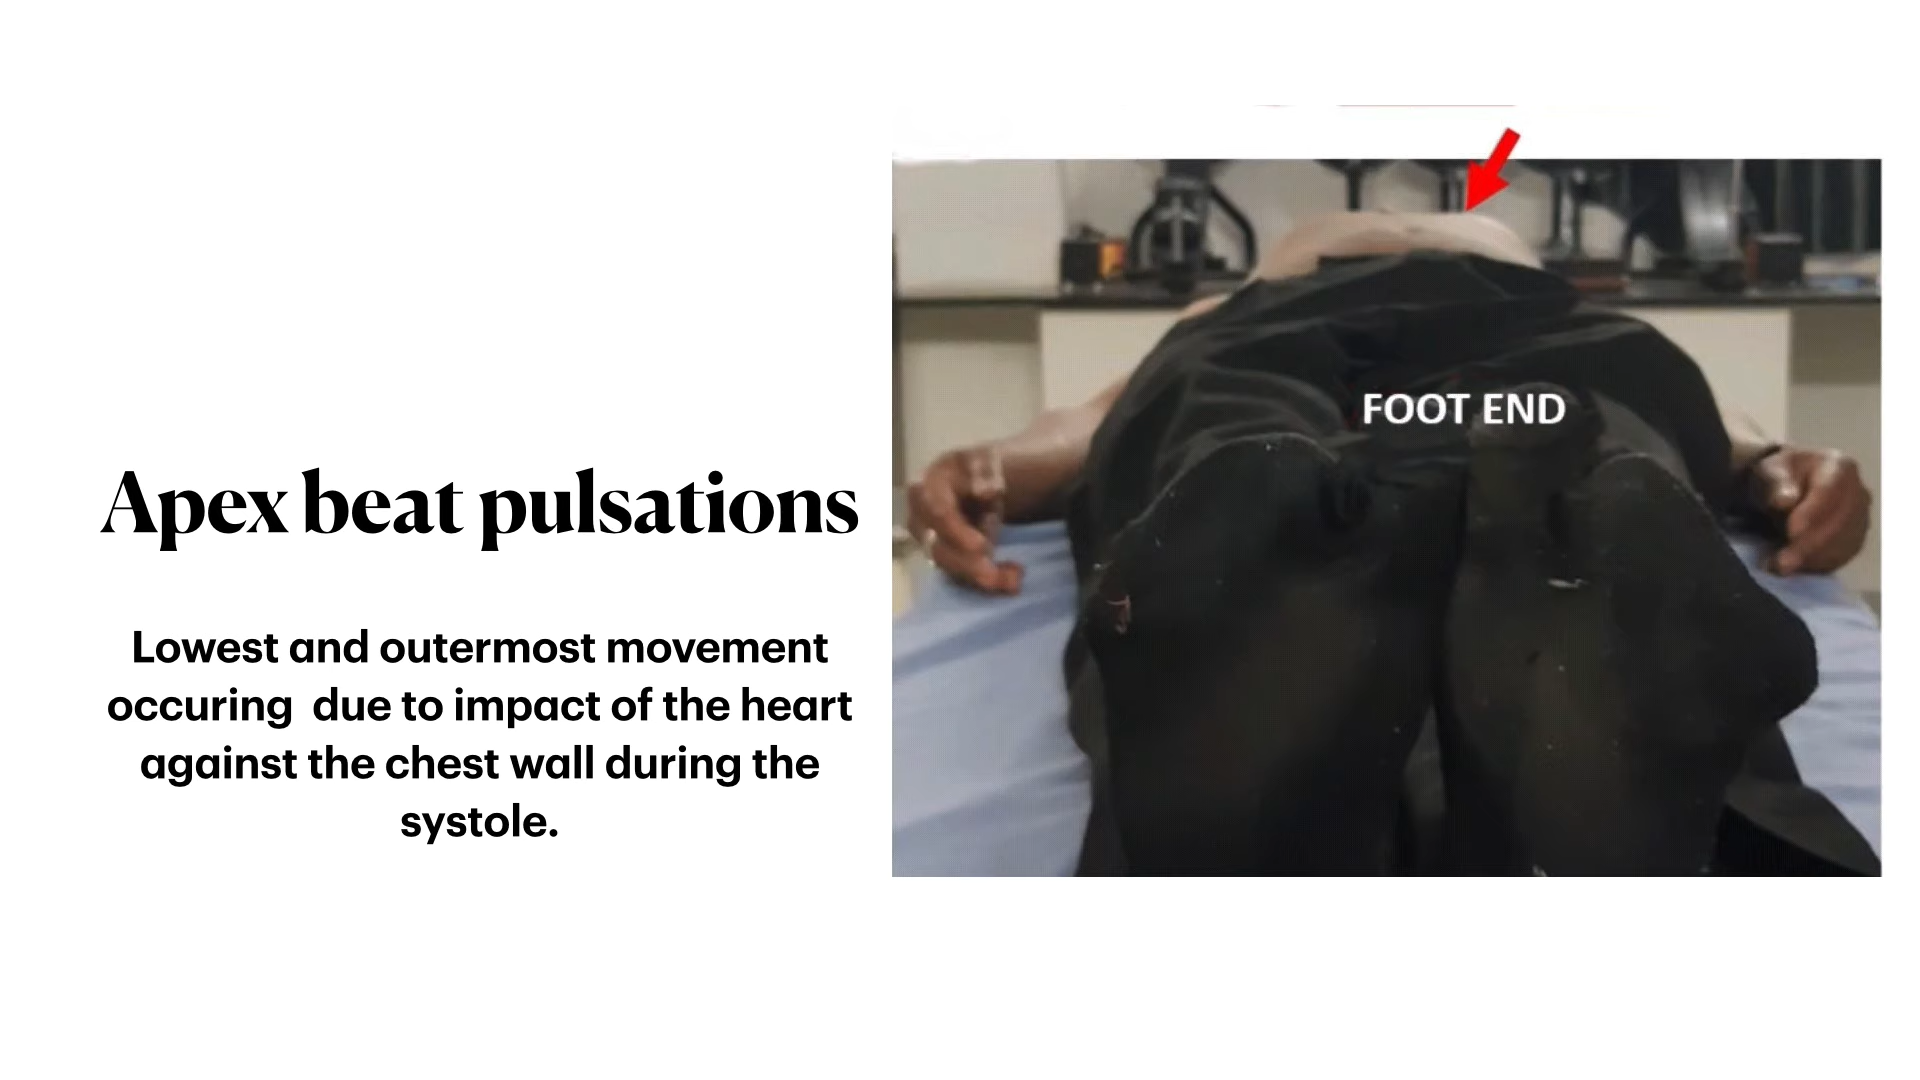 Apex beat pulsations
Lowest and outermost movement
occuring  due to impact of the heart
against the chest wall during the
systole.
FOOT END